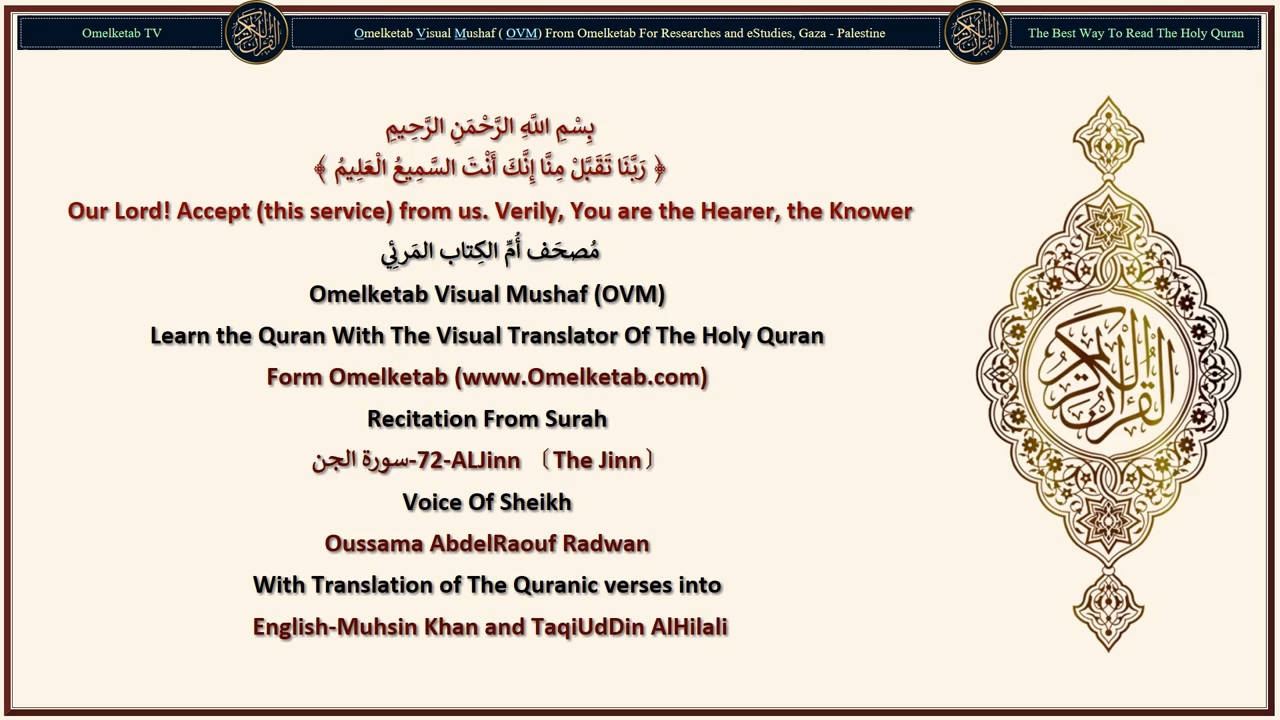 Omelketab TV
Omelketab Visual Mushaf ( OVM) From Omelketab For Researches and eStudies, Gaza - Palestine
The Best Way To Read The Holy Quran
بِسْمِ اللَّهِ الرَّحْمَنِ الرَّحِيمِ
﴿ رَبَّنَا تَقَبَّلْ مِنَّا إِنَّكَ أَنْتَ السَّمِيعُ الْعَلِيمُ ﴾
Our Lord! Accept (this service) from us. Verily, You are the Hearer, the Knower
مُصحَف أُمِّ الكِتاب المَرئِي
Omelketab Visual Mushaf (OVM)
Learn the Quran With The Visual Translator Of The Holy Quran
Form Omelketab (www.Omelketab.com)
Recitation From Surah
سورة الجن-72-ALJinn 〔The Jinn〕
Voice Of Sheikh
Oussama AbdelRaouf Radwan
With Translation of The Quranic verses into
English-Muhsin Khan and TaqiUdDin AlHilali
القرآن الكريم